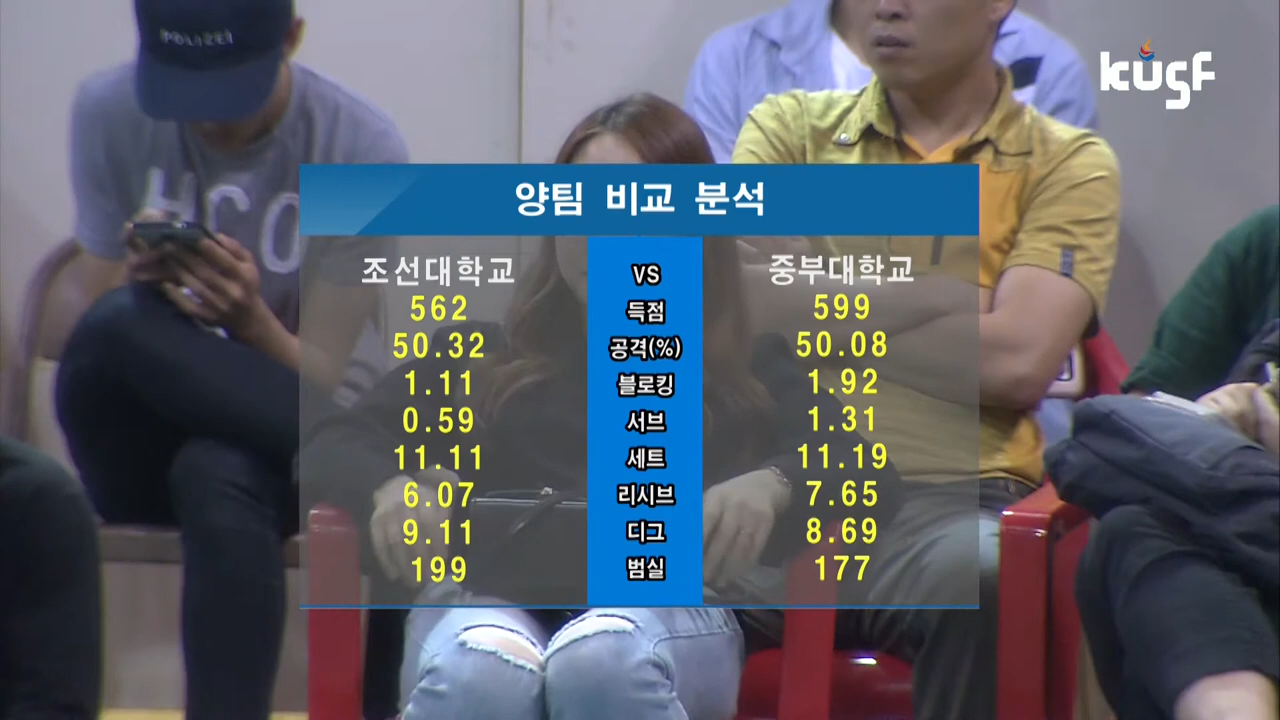 POLIZEI
HCO
kusf
양팀 비교 분석
조선대학교 VS 중부대학교
562 득점 599
50.32 공격(%) 50.08
1.11 블로킹 1.92
0.59 서브 1.31
11.11 세트 11.19
6.07 리시브 7.65
9.11 디그 8.69
199 범실 177